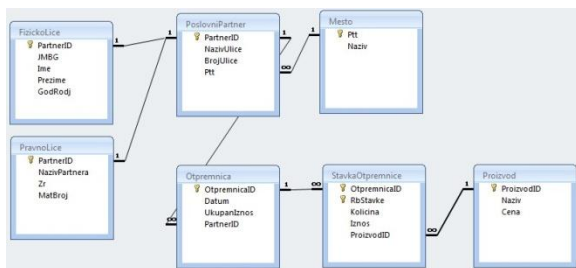 FizickoLice
PartnerID
JMBG
Ime
Prezime
GodRodj
PoslovniPartner
PartnerID
NazivUlice
BrojUlice
Ptt
Mesto
Ptt
Naziv
PravnoLice
PartnerID
NazivPartnera
Zr
MatBroj
Otpremnica
OtpremnicaID
Datum
UkupanIznos
PartnerID
StavkaOtpremnice
OtpremnicaID
RbStavke
Kolicina
Iznos
ProizvodID
Proizvod
ProizvodID
Naziv
Cena
1
1
1
1
∞
1
1
∞
1
∞
1
∞